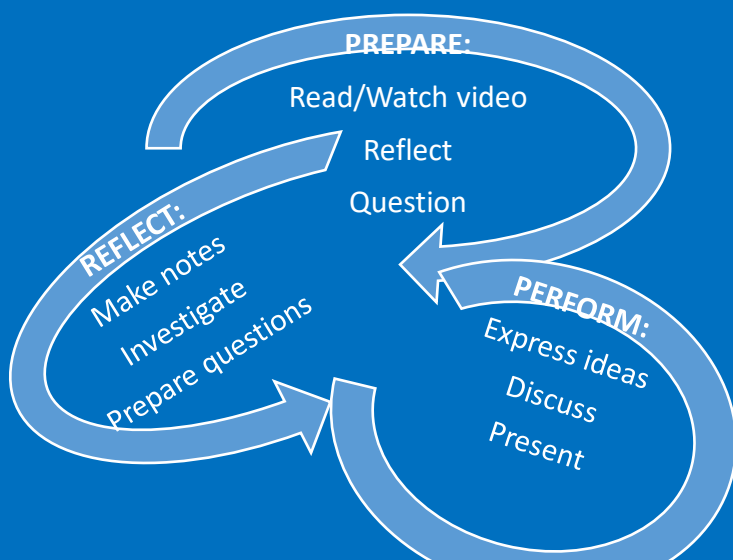 PREPARE:
Read/Watch video
Reflect
Question
REFLECT:
Make notes
Investigate
Prepare questions
PERFORM:
Express ideas
Discuss
Present